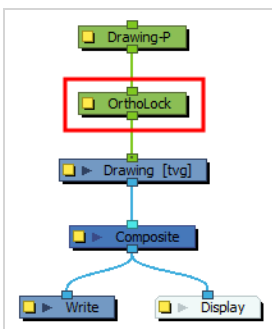 Drawing-P
OrthoLock
Drawing [tvg]
Composite
Write
Display